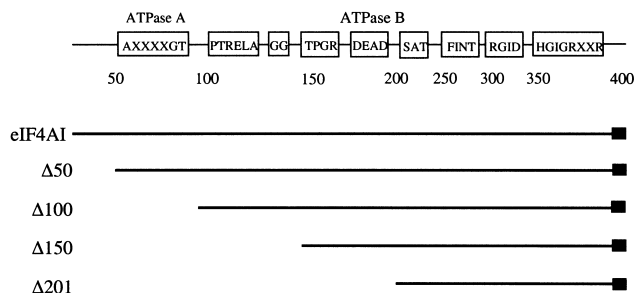 ATPase A ATPase B
AXXXXGT PTRELA GG TPGR DEAD SAT FINT RGID HGIGRXXR
50 100 150 200 250 300 350 400
eIF4AI
Δ50
Δ100
Δ150
Δ201